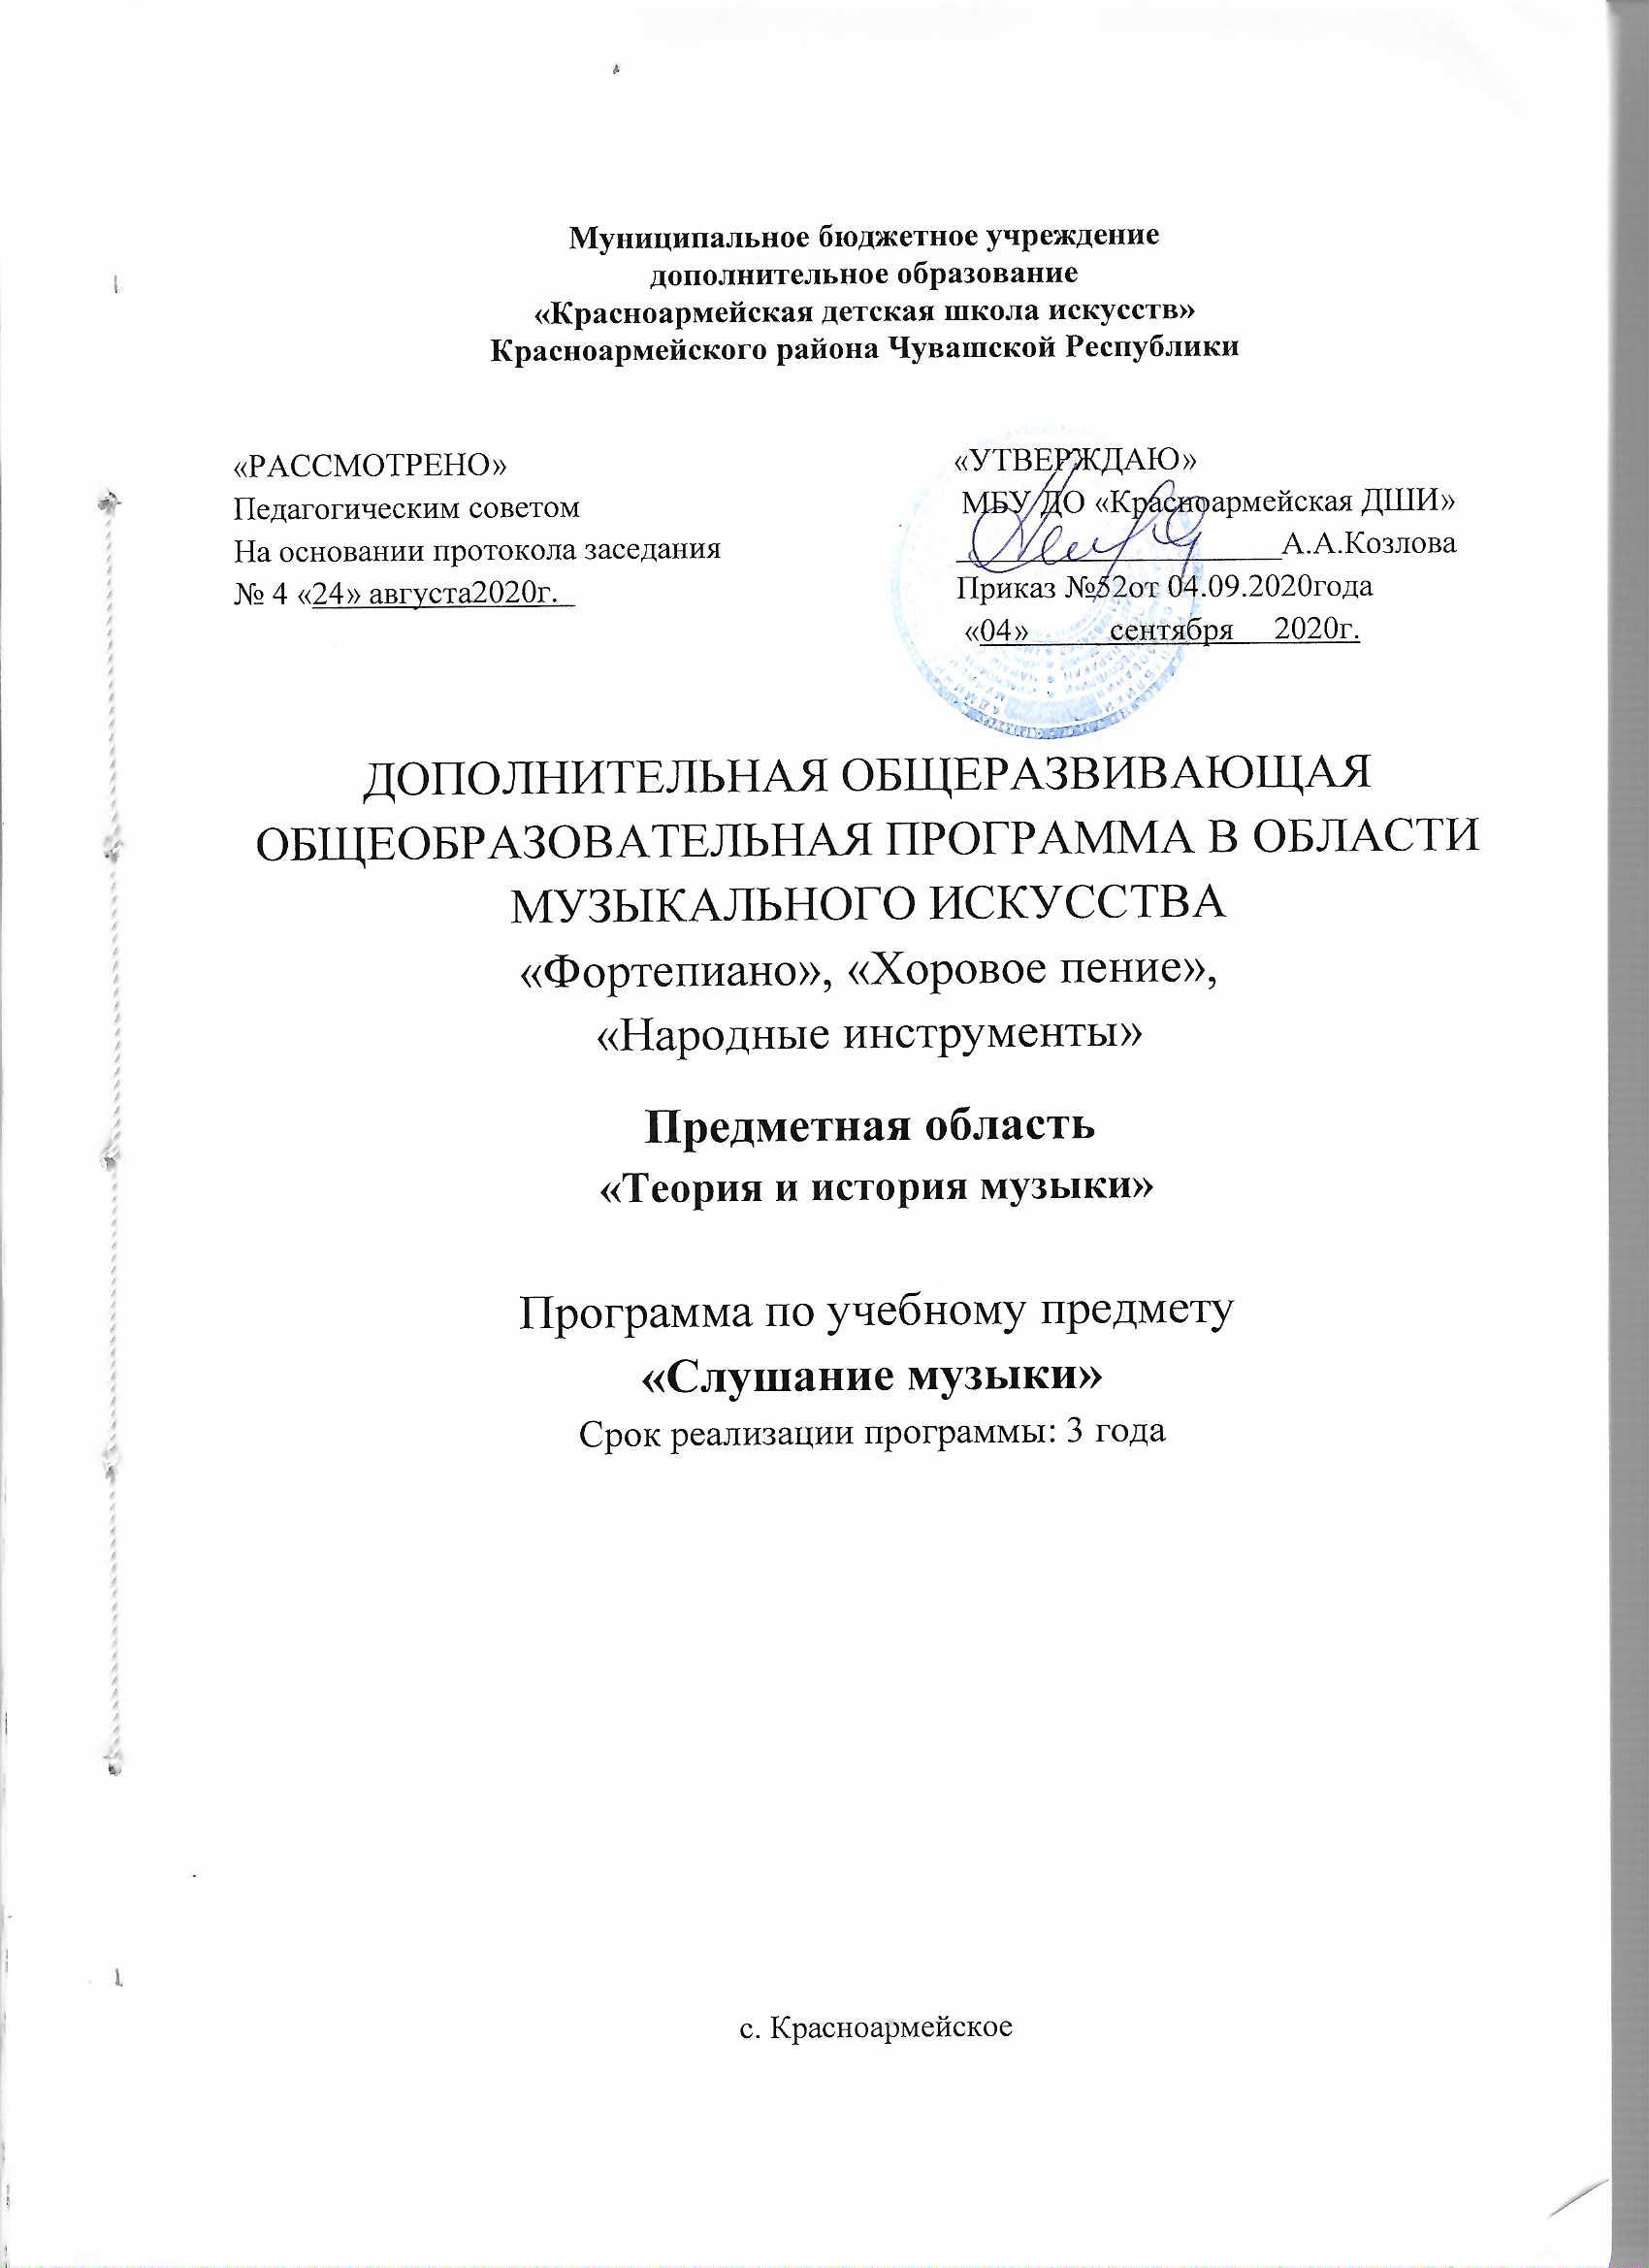 Муниципальное бюджетное учреждение
дополнительное образование
«Красноармейская детская школа искусств»
Красноармейского района Чувашской Республики
«РАССМОТРЕНО»
Педагогическим советом
На основании протокола заседания
№ 4 «24» августа2020г.
«УТВЕРЖДАЮ»
МБУ ДО «Красноармейская ДШИ»
А.А.Козлова
Приказ №52от 04.09.2020года
«04» сентября 2020г.
ДОПОЛНИТЕЛЬНАЯ ОБЩЕРАЗВИВАЮЩАЯ
ОБЩЕОБРАЗОВАТЕЛЬНАЯ ПРОГРАММА В ОБЛАСТИ
МУЗЫКАЛЬНОГО ИСКУССТВА
«Фортепиано», «Хоровое пение»,
«Народные инструменты»
Предметная область
«Теория и история музыки»
Программа по учебному предмету
«Слушание музыки»
Срок реализации программы: 3 года
с. Красноармейское